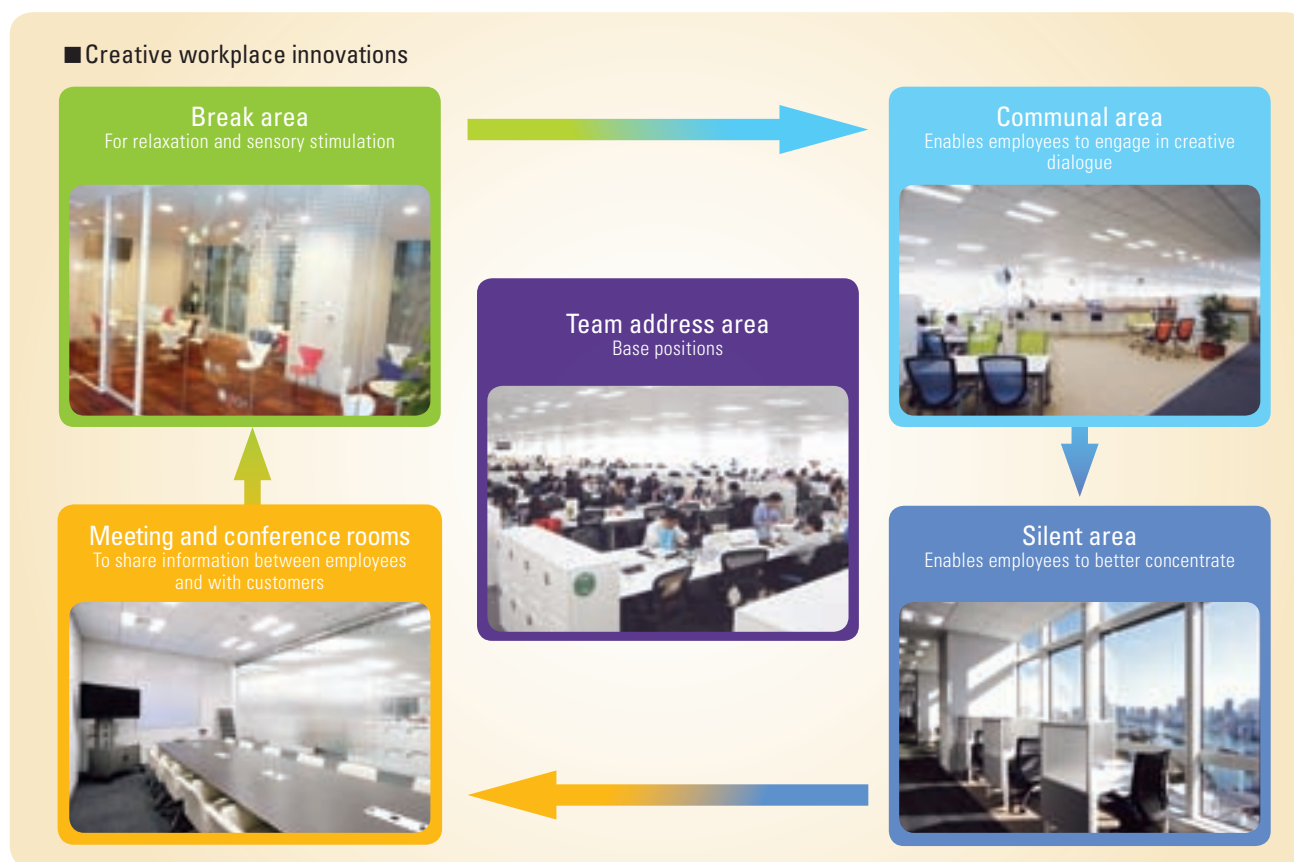 ■Creative workplace innovations
Break area
For relaxation and sensory stimulation
Communal area
Enables employees to engage in creative
dialogue
Team address area
Base positions
Meeting and conference rooms
To share information between employees
and with customers
Silent area
Enables employees to better concentrate